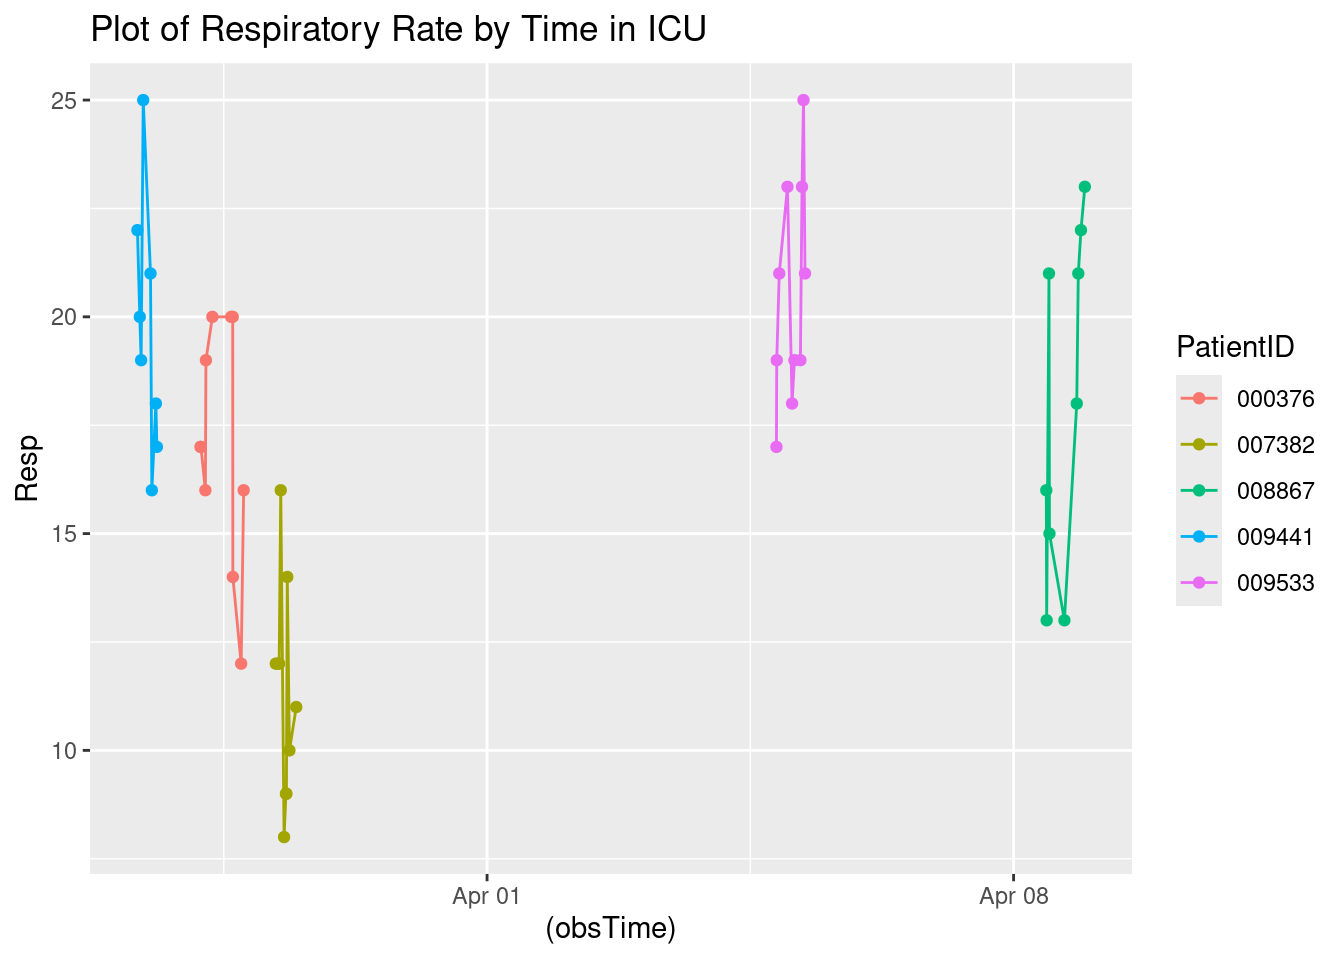 Plot of Respiratory Rate by Time in ICU
25
20
15
10
Resp
Apr 01
Apr 08
(obsTime)
PatientID
000376
007382
008867
009441
009533